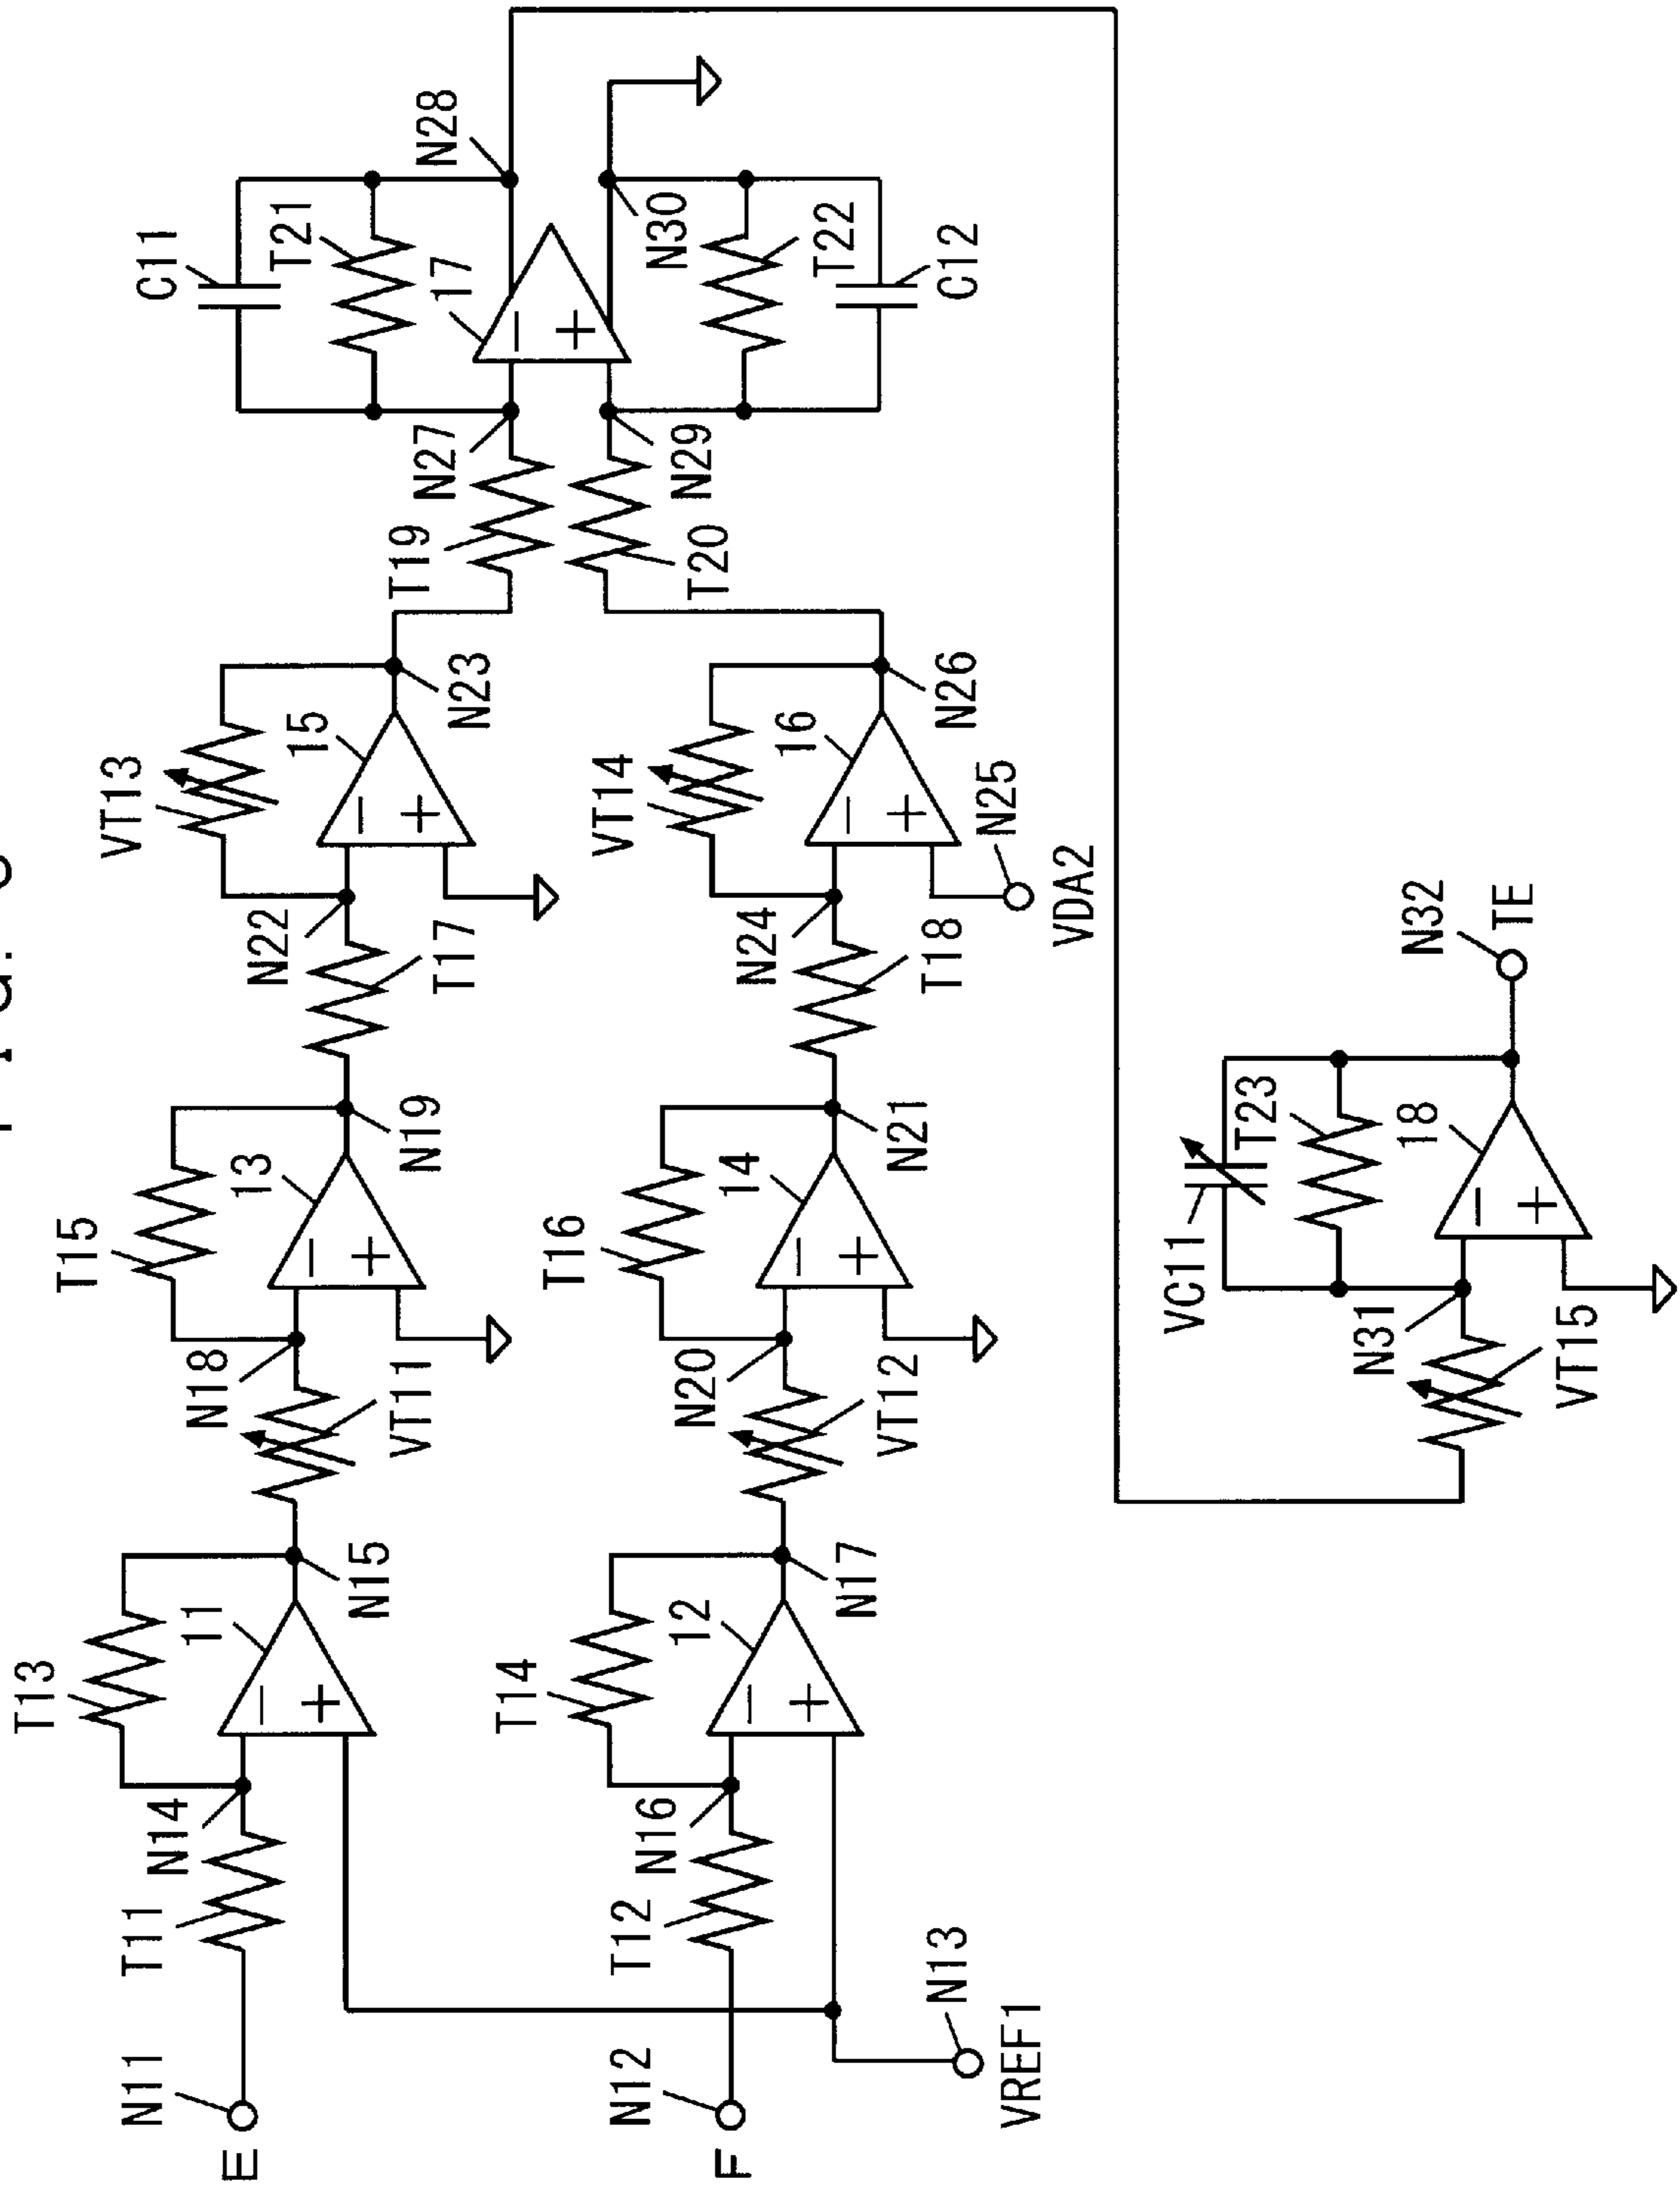 E
N11
T11
N14
T13
11
N15
VT11
N18
T15
13
N19
T17
N22
VT13
15
N23
T19
N27
C11
T21
17
N28
F
N12
T12
N16
T14
12
N17
VT12
N20
T16
14
N21
T18
N24
VT14
16
N26
T20
N29
N30
T22
C12
VREF1
N13
VDA2
N25
VT15
N31
VC11
T23
18
N32
TE
− +
− +
− +
− +
− +
− +
− +
− +